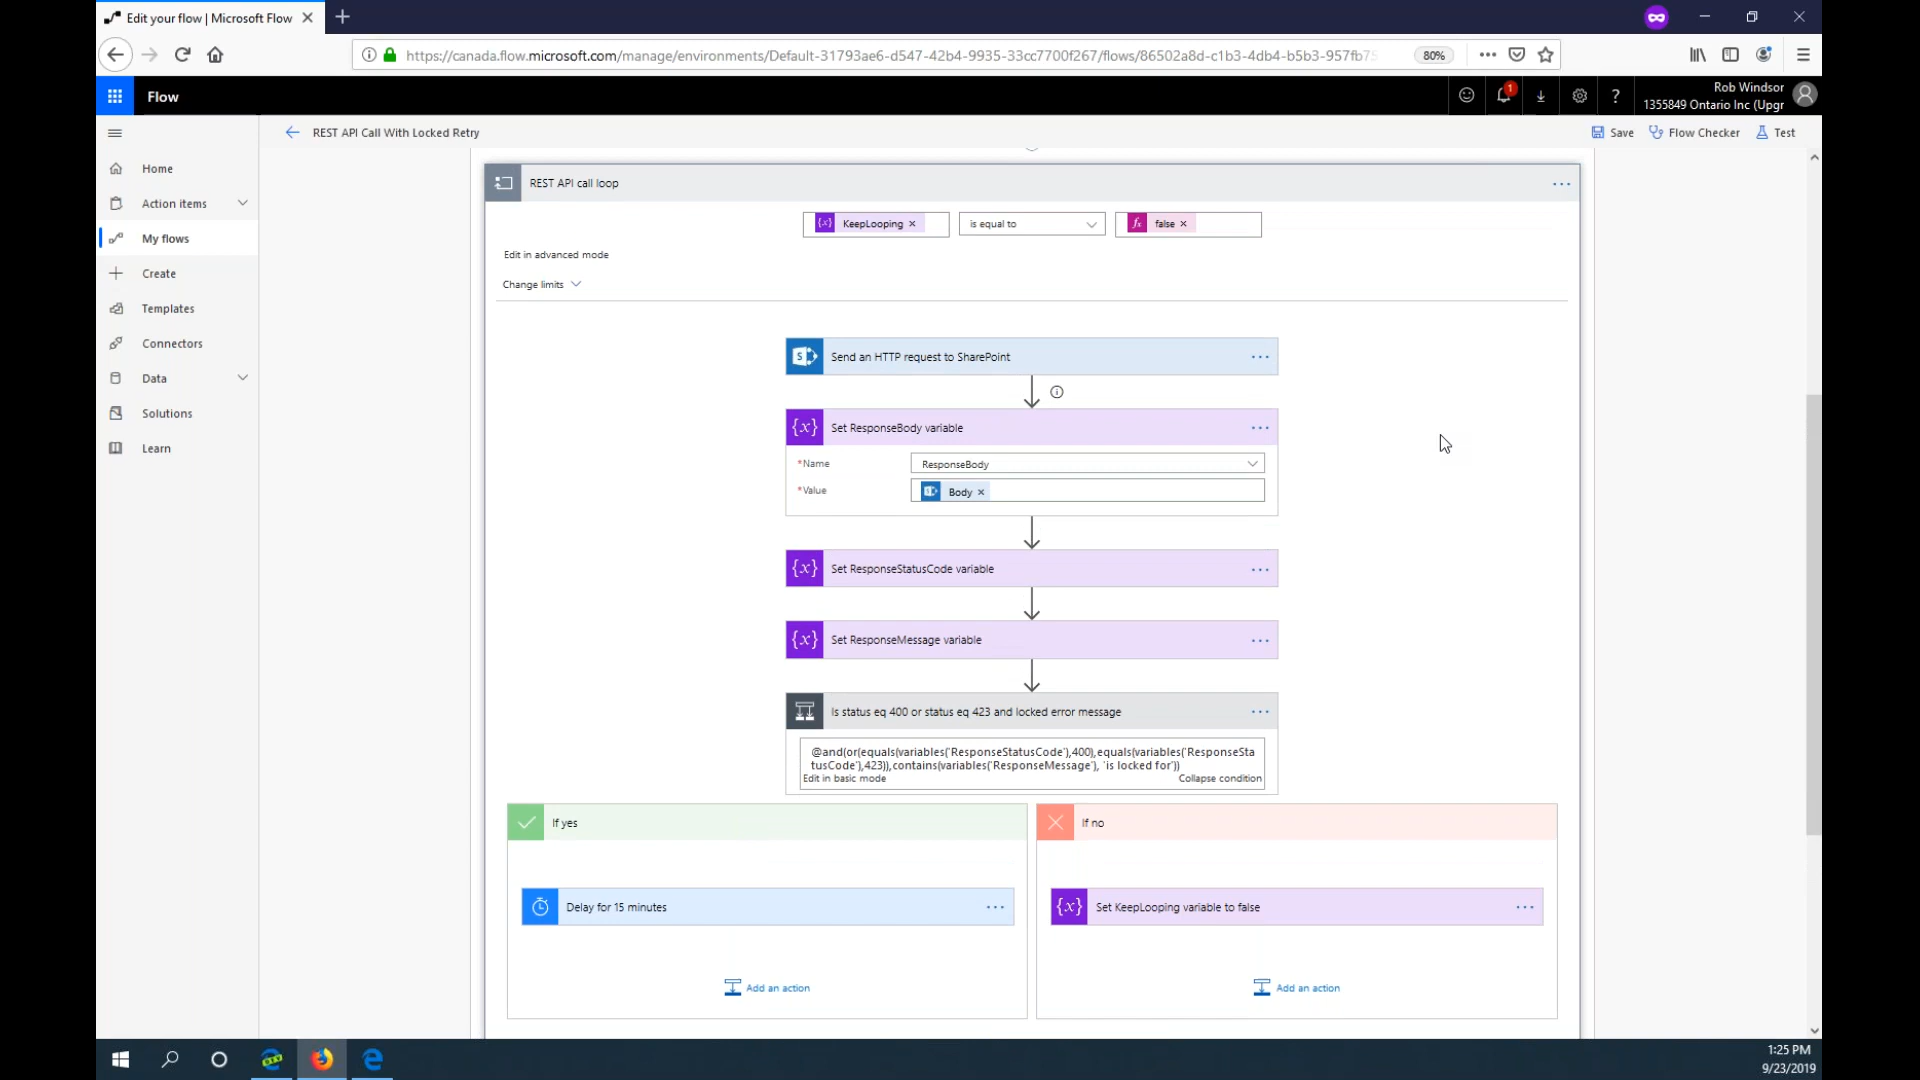 Edit your flow | Microsoft Flow
https://canada.flow.microsoft.com/manage/environments/Default-31793ae6-d547-42b4-9935-33cc7700f267/flows/86502a8d-c1b3-4db4-b5b3-957fb75
80%
Flow
1
?
Rob Windsor
1355849 Ontario Inc (Upgr
REST API Call With Locked Retry
Save
Flow Checker
Test
Home
Action items
My flows
Create
Templates
Connectors
Data
Solutions
Learn
REST API call loop
{x} KeepLooping
is equal to
fx false
Edit in advanced mode
Change limits
Send an HTTP request to SharePoint
{x} Set ResponseBody variable
*Name
ResponseBody
*Value
Body
{x} Set ResponseStatusCode variable
{x} Set ResponseMessage variable
Is status eq 400 or status eq 423 and locked error message
@and(or(equals(variables('ResponseStatusCode'),400),equals(variables('ResponseSta
tusCode'),423)),contains(variables('ResponseMessage'), 'is locked for'))
Edit in basic mode
Collapse condition
If yes
If no
Delay for 15 minutes
{x} Set KeepLooping variable to false
Add an action
Add an action
1:25 PM
9/23/2019